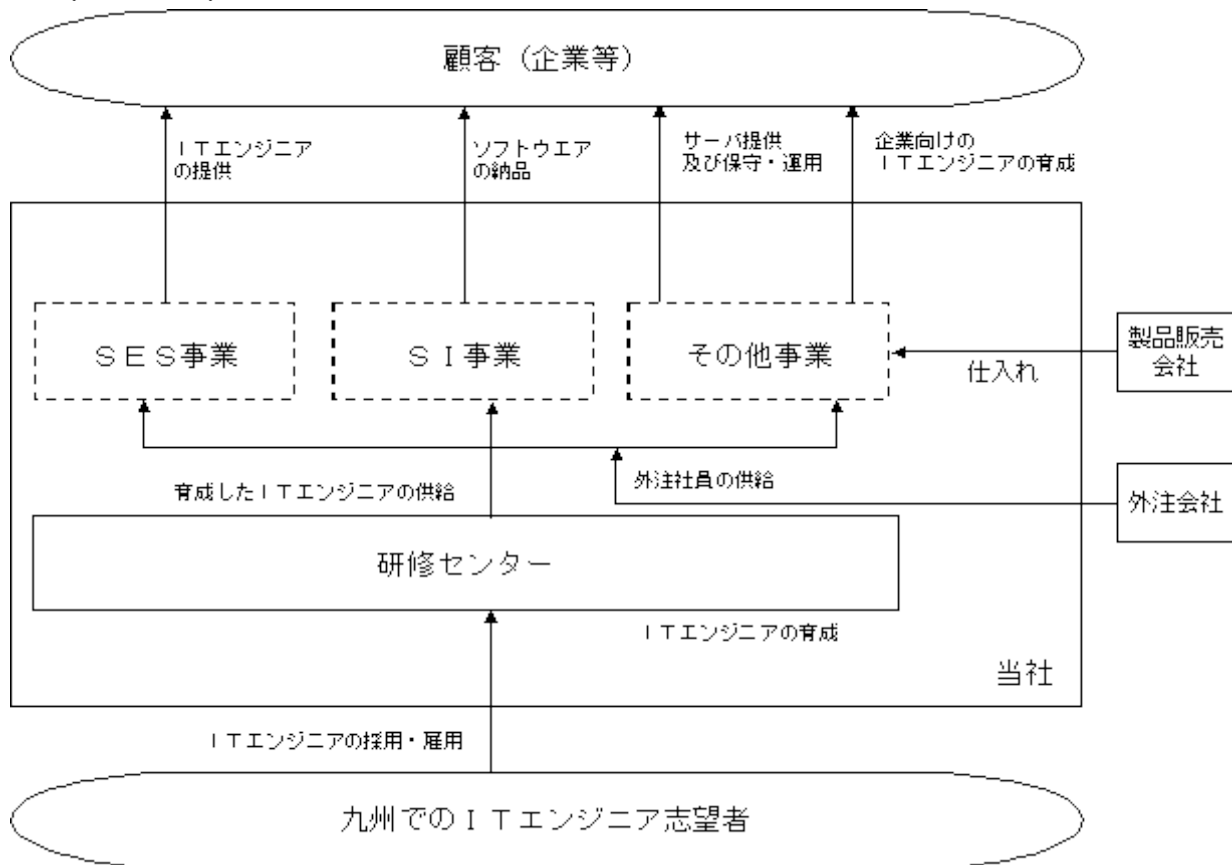 顧客（企業等）
ＩＴエンジニア
の提供
ソフトウエア
の納品
サーバ提供
及び保守・運用
企業向けの
ＩＴエンジニアの育成
ＳＥＳ事業
ＳＩ事業
その他事業
仕入れ
製品販売
会社
育成したＩＴエンジニアの供給
外注社員の供給
外注会社
研修センター
ＩＴエンジニアの育成
当社
ＩＴエンジニアの採用・雇用
九州でのＩＴエンジニア志望者